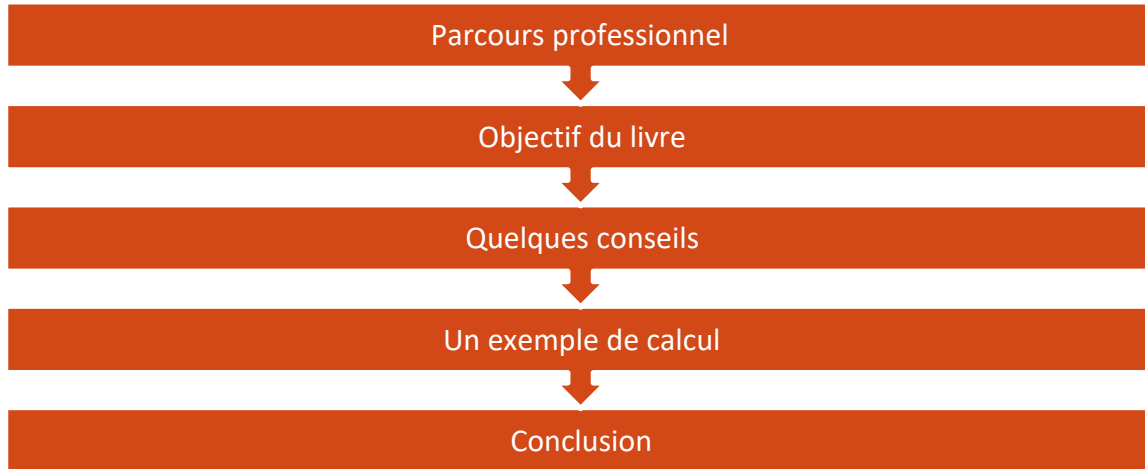 Parcours professionnel
Objectif du livre
Quelques conseils
Un exemple de calcul
Conclusion